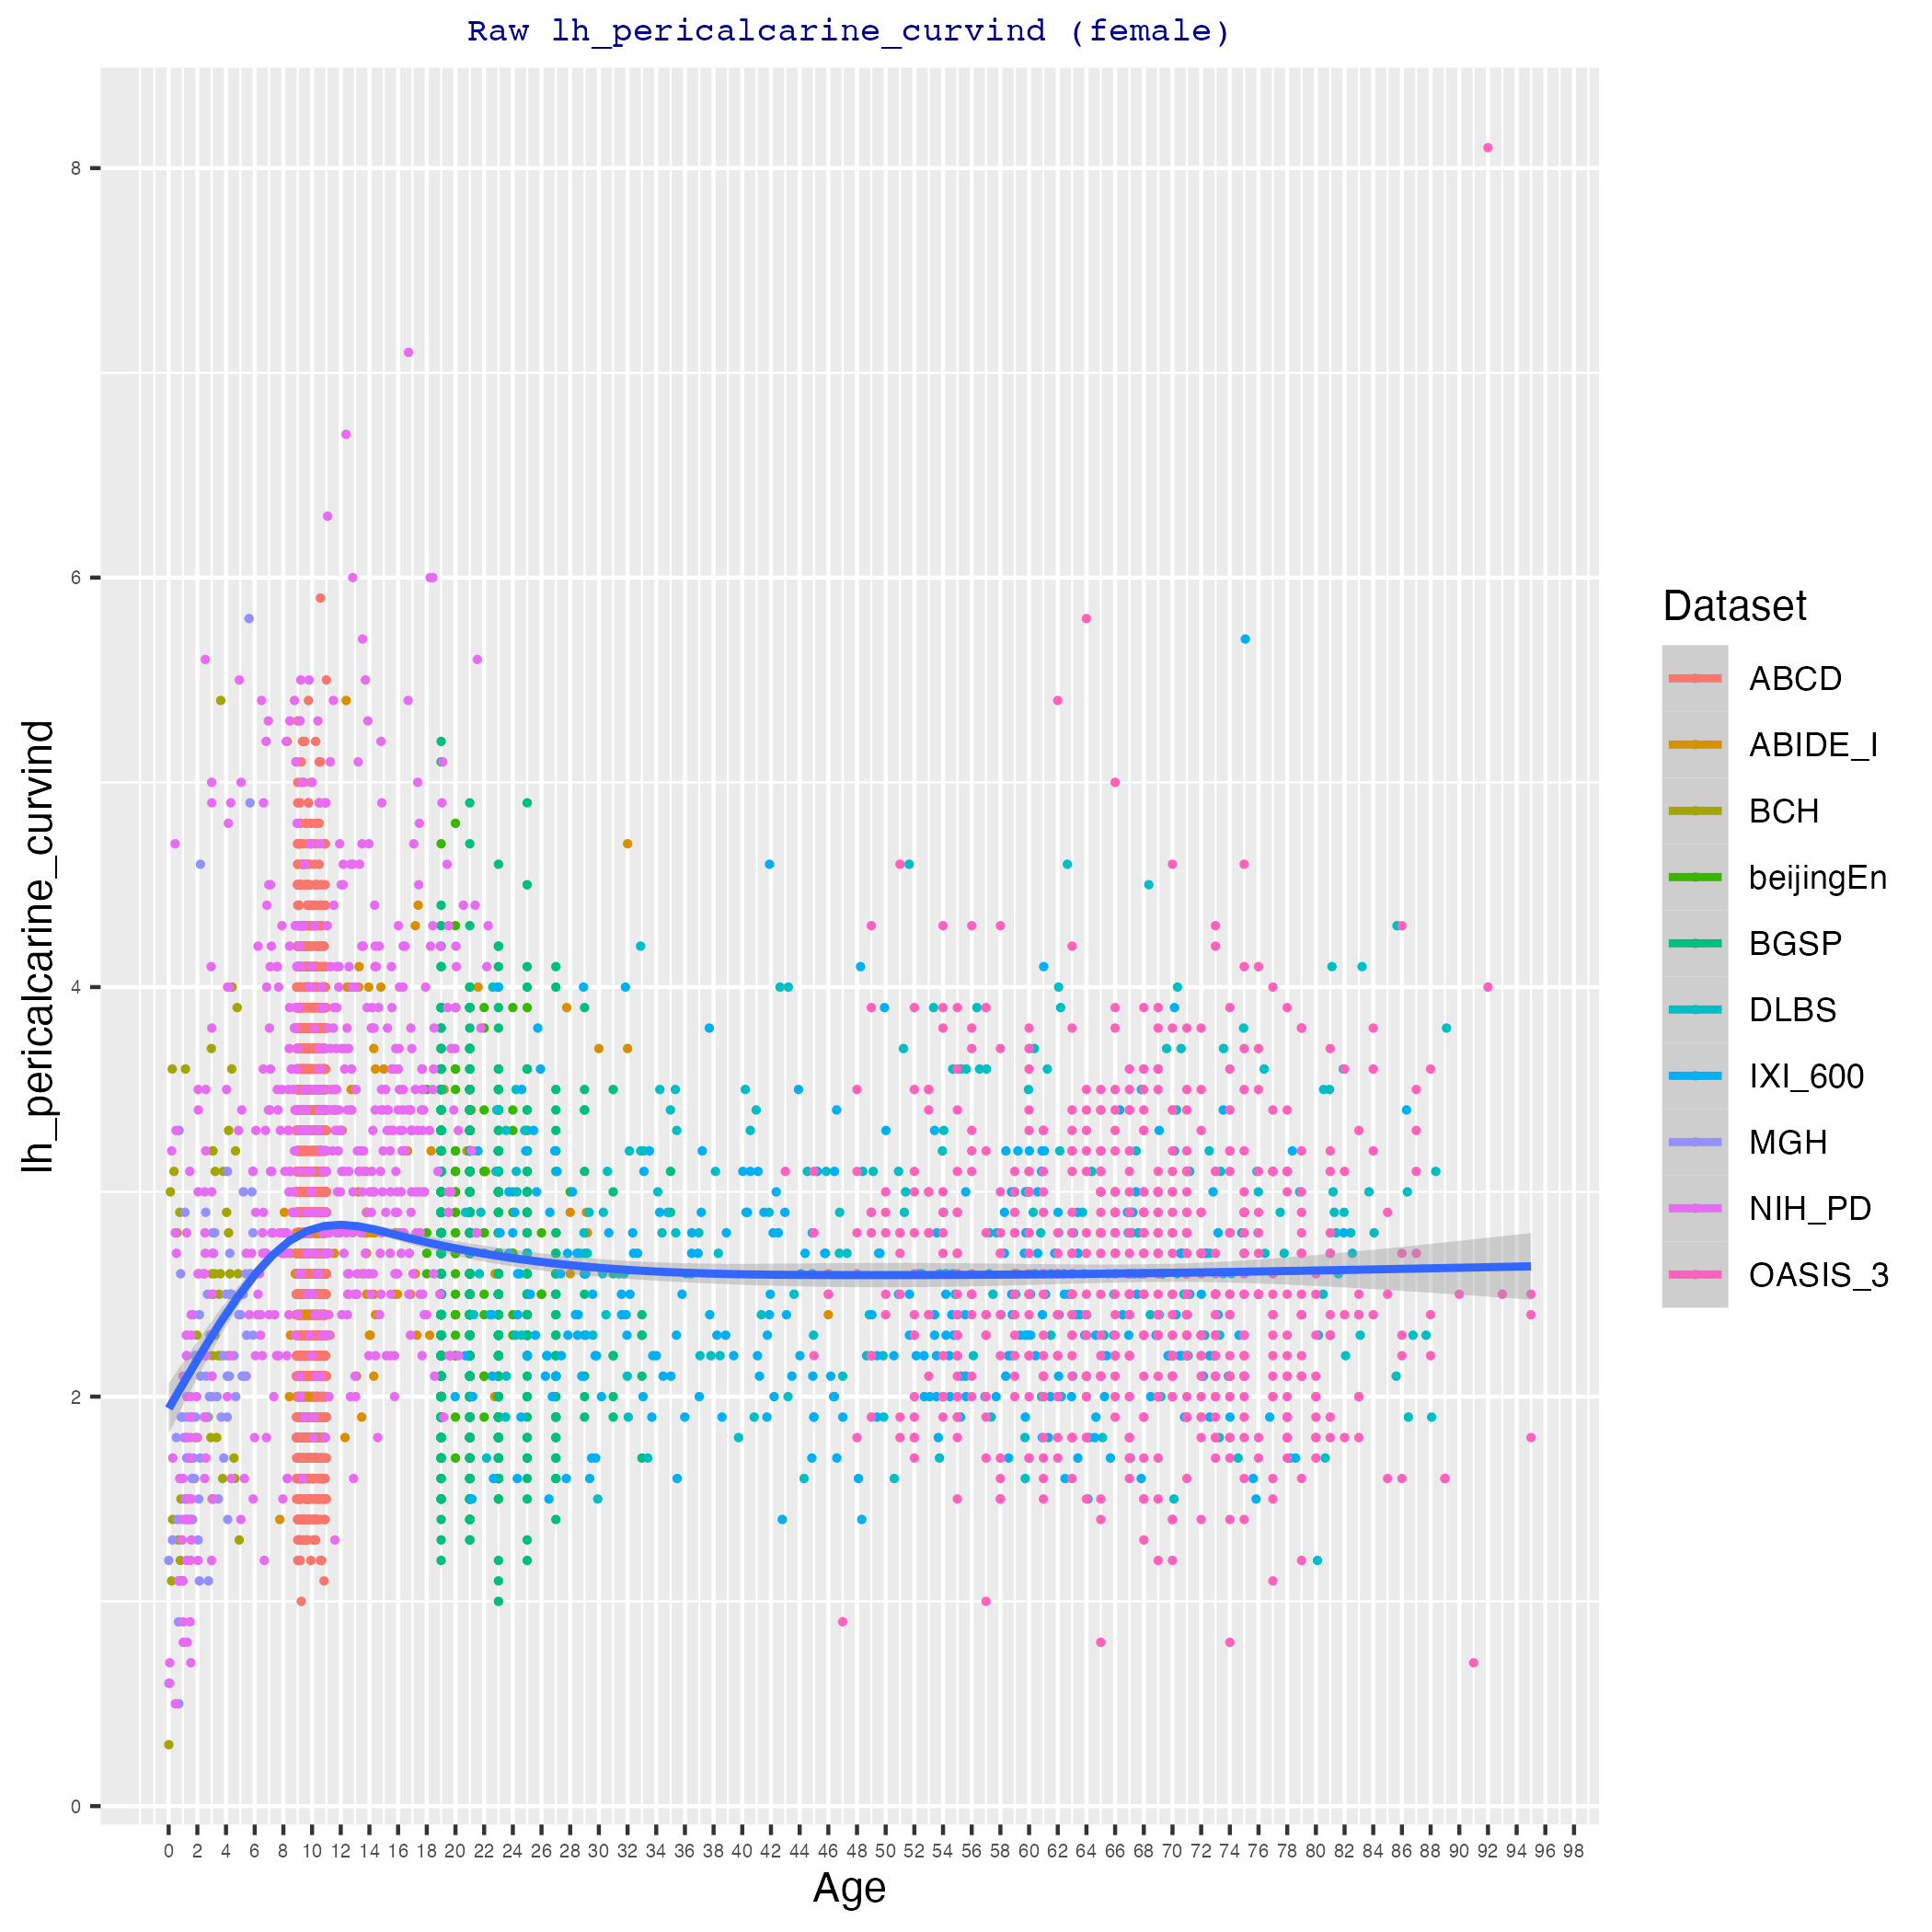 Raw lh_pericalcarine_curvind (female)
lh_pericalcarine_curvind
8
6
4
2
0
0 2 4 6 8 10 12 14 16 18 20 22 24 26 28 30 32 34 36 38 40 42 44 46 48 50 52 54 56 58 60 62 64 66 68 70 72 74 76 78 80 82 84 86 88 90 92 94 96 98
Age
Dataset
ABCD
ABIDE_I
BCH
beijingEn
BGSP
DLBS
IXI_600
MGH
NIH_PD
OASIS_3